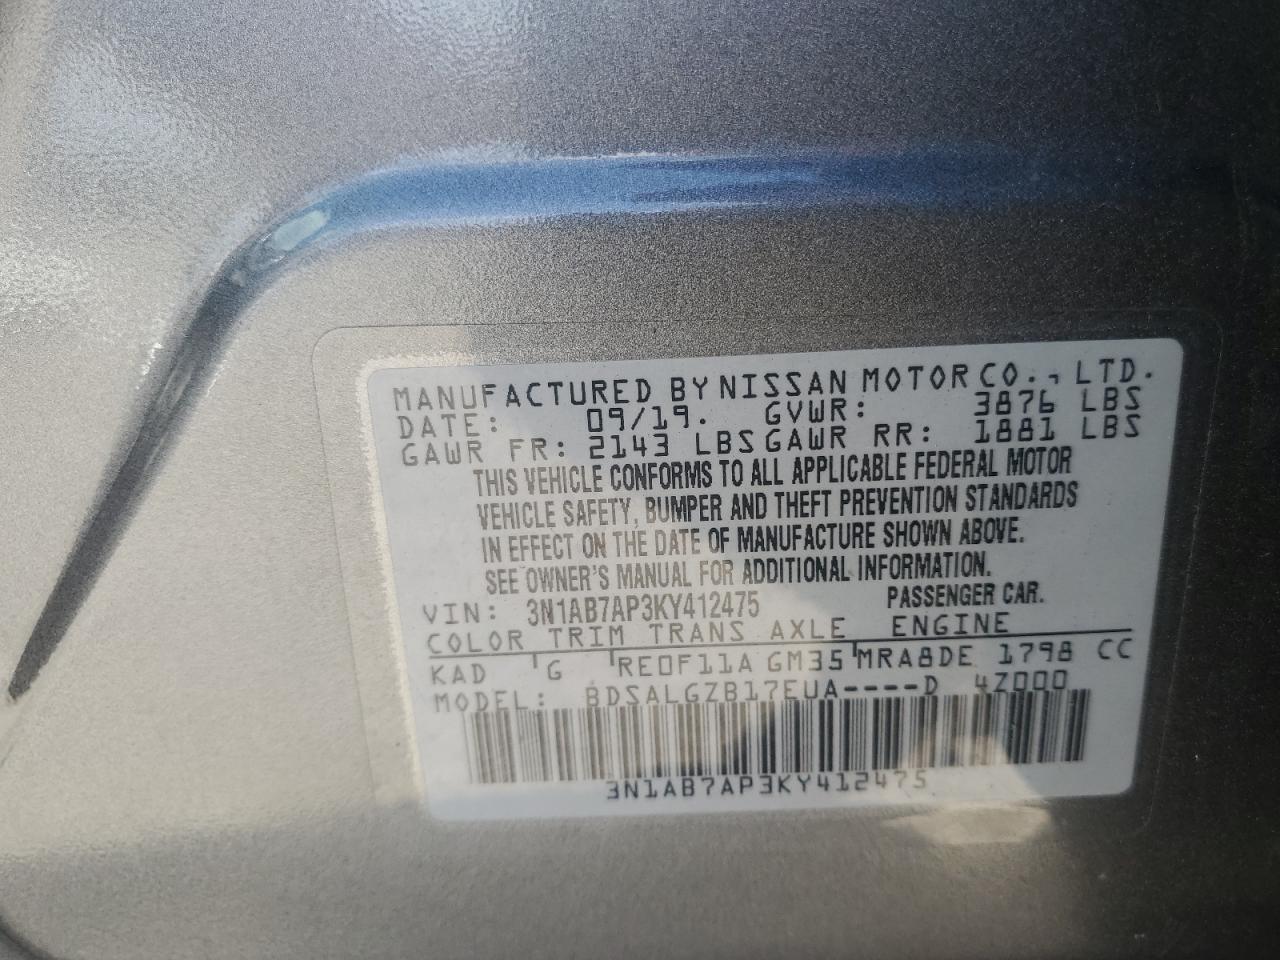 MANUFACTURED BY NISSAN MOTOR CO., LTD.
DATE: 09/19. GVWR: 3876 LBS
GAWR FR: 2143 LBS GAWR RR: 1881 LBS
THIS VEHICLE CONFORMS TO ALL APPLICABLE FEDERAL MOTOR
VEHICLE SAFETY, BUMPER AND THEFT PREVENTION STANDARDS
IN EFFECT ON THE DATE OF MANUFACTURE SHOWN ABOVE.
SEE OWNER'S MANUAL FOR ADDITIONAL INFORMATION.
VIN: 3N1AB7AP3KY412475 PASSENGER CAR.
COLOR TRIM TRANS AXLE ENGINE
KAD G RE0F11A GM35 MRA8DE 1798 CC
MODEL: BDSALGZB17EUA----D 4Z000
3N1AB7AP3KY412475